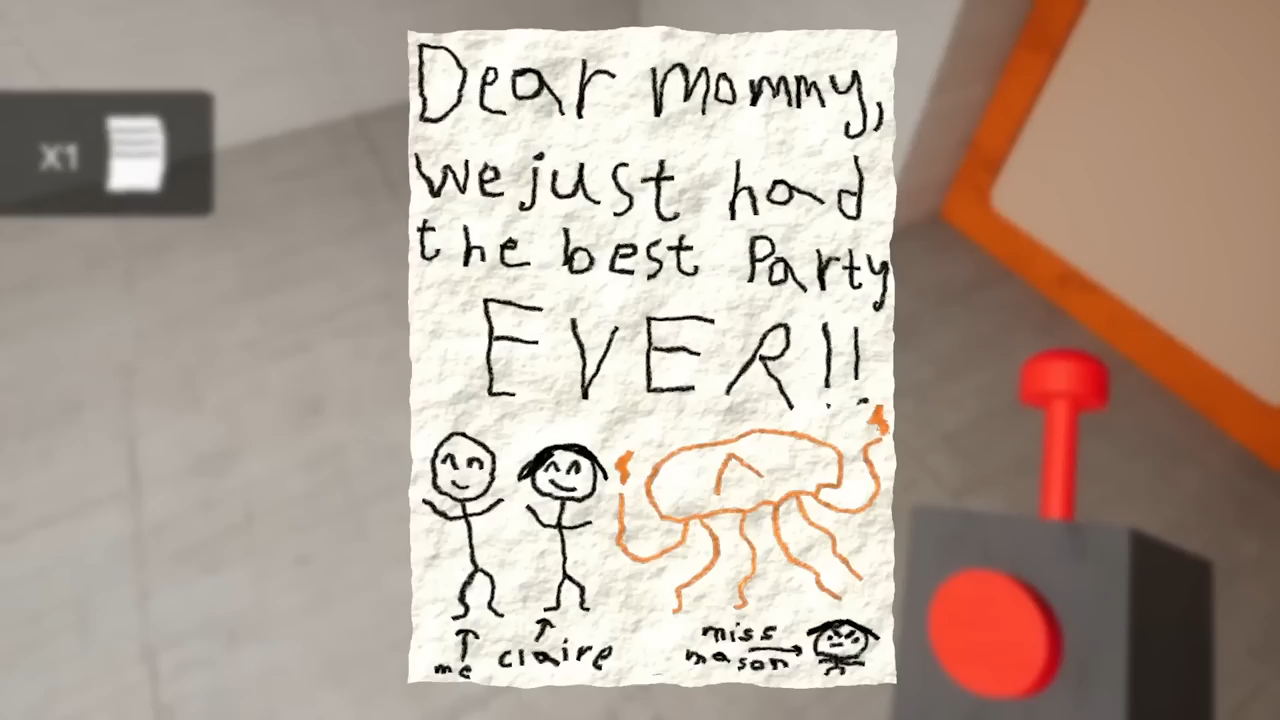 X1
Dear Mommy,
we just had
the best Party
EVER!!
me
claire
miss
mason